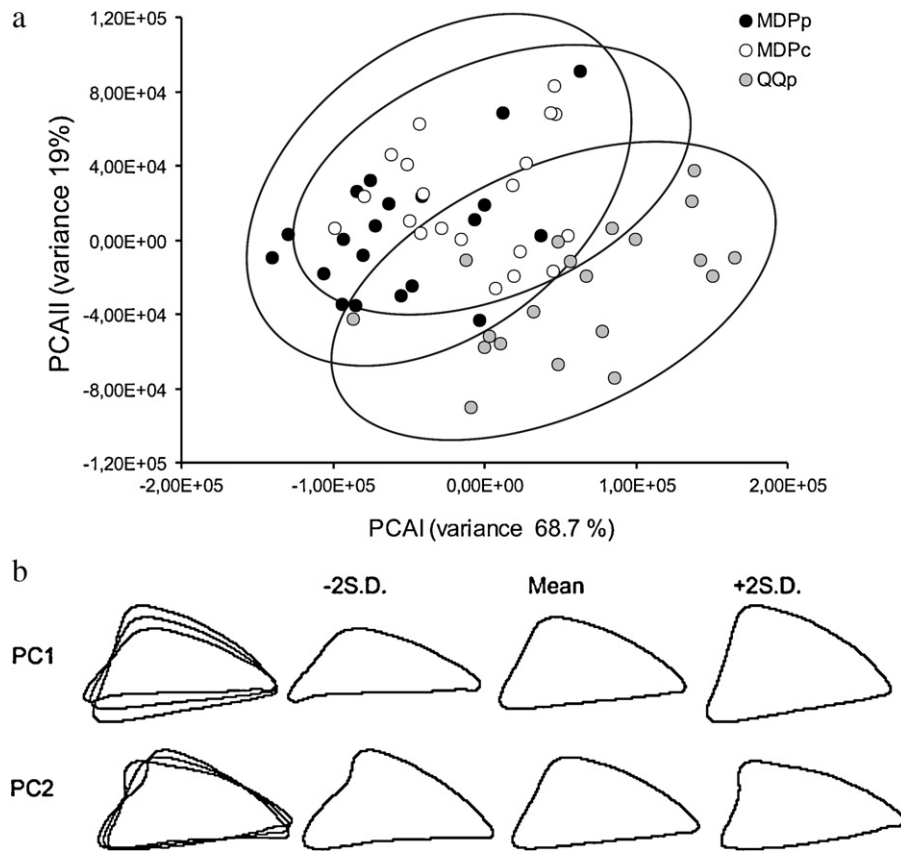 a
MDPp
MDPc
QQp
PCAII (variance 19%)
1,20E+05
8,00E+04
4,00E+04
0,00E+00
-4,00E+04
-8,00E+04
-1,20E+05
-2,00E+05 -1,00E+05 0,00E+00 1,00E+05 2,00E+05
PCAI (variance 68.7 %)
b
-2S.D. Mean +2S.D.
PC1
PC2